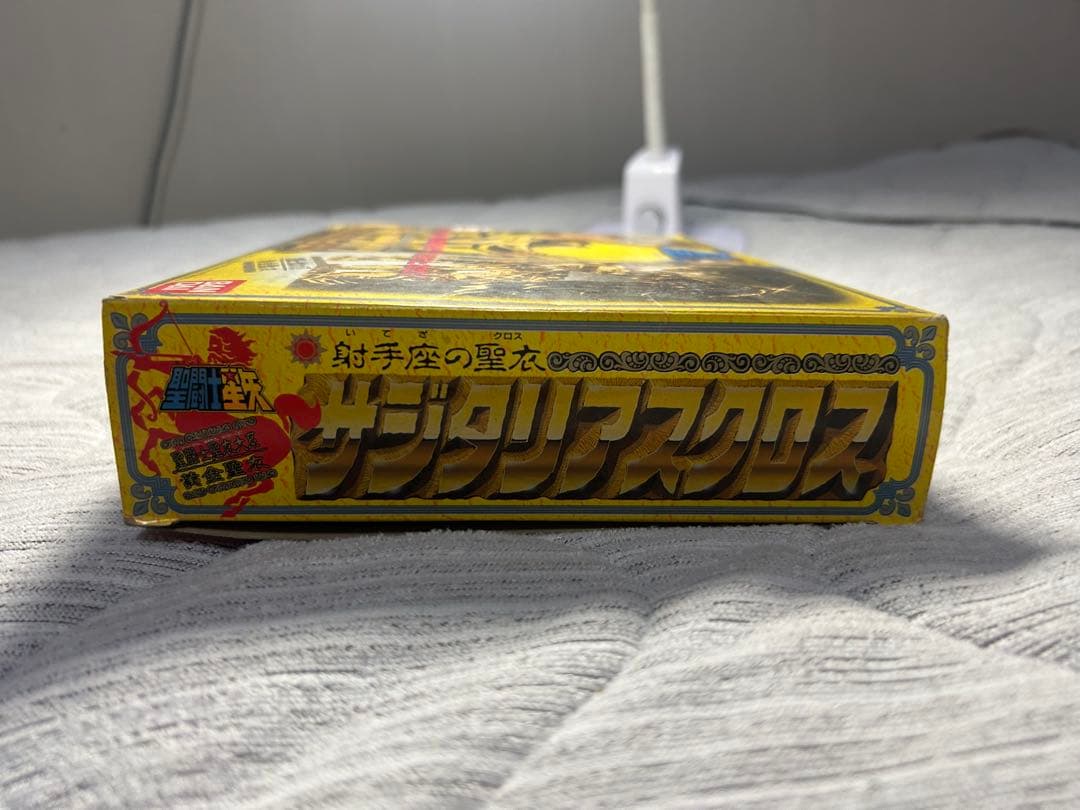 いてざ クロス
射手座の聖衣
聖闘士星矢
サジタリアスクロス
黄金聖衣